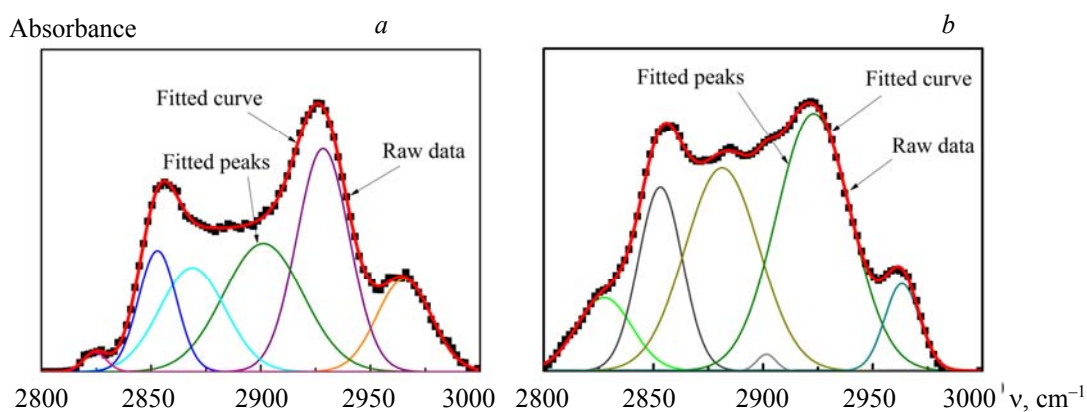 Absorbance
a
b
Fitted curve
Fitted peaks
Raw data
Fitted peaks
Fitted curve
Raw data
2800 2850 2900 2950 3000
2800 2850 2900 2950 3000 ν, cm–1